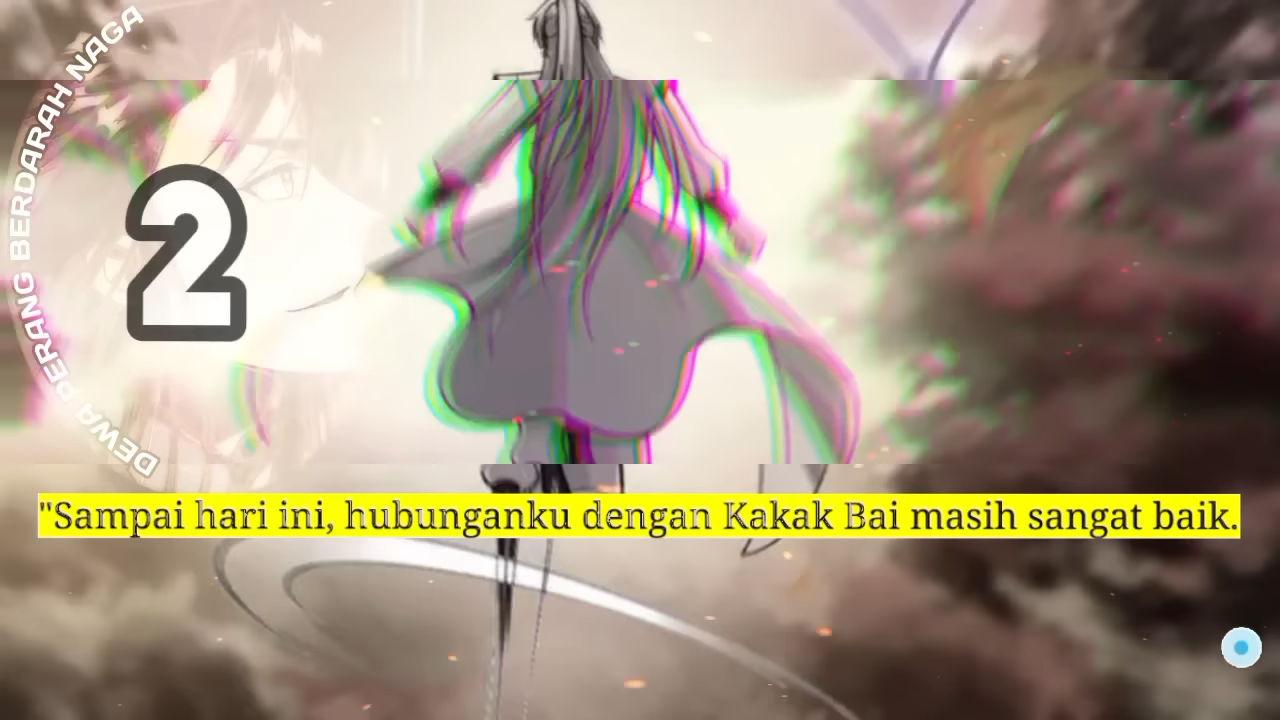 DEWA PERANG BERDARAH NAGA
2
"Sampai hari ini, hubunganku dengan Kakak Bai masih sangat baik.